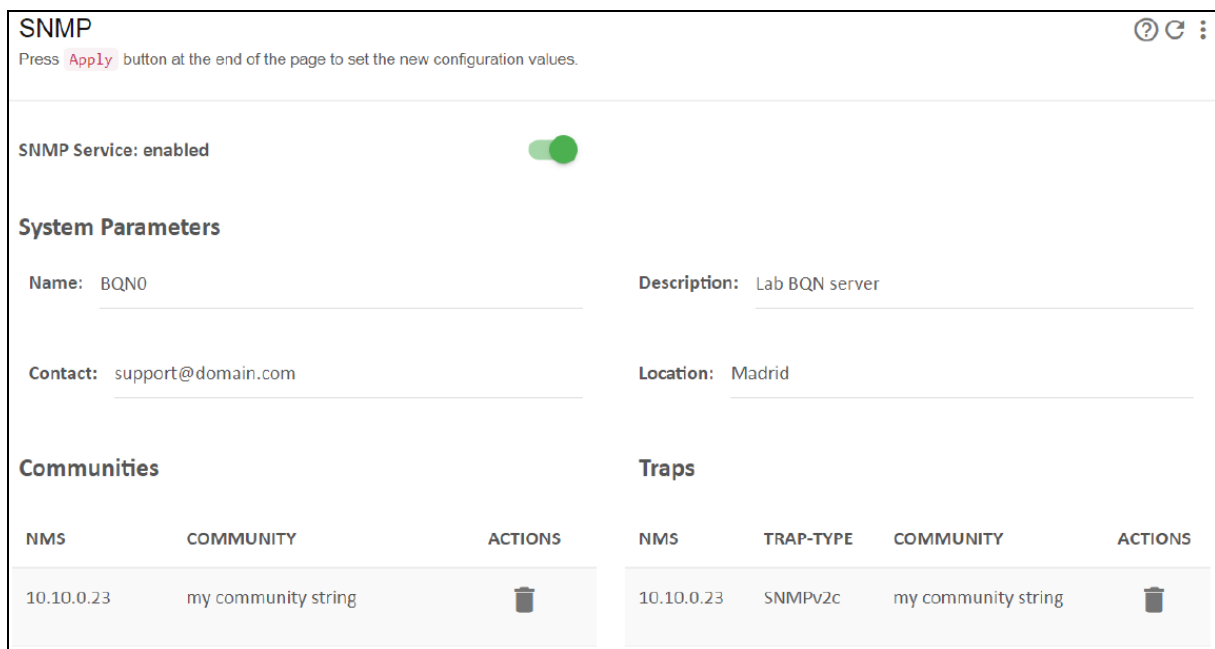 SNMP
Press Apply button at the end of the page to set the new configuration values.
SNMP Service: enabled
System Parameters
Name: BQN0
Description: Lab BQN server
Contact: support@domain.com
Location: Madrid
Communities
Traps
NMS COMMUNITY ACTIONS
NMS TRAP-TYPE COMMUNITY ACTIONS
10.10.0.23 my community string
10.10.0.23 SNMPv2c my community string